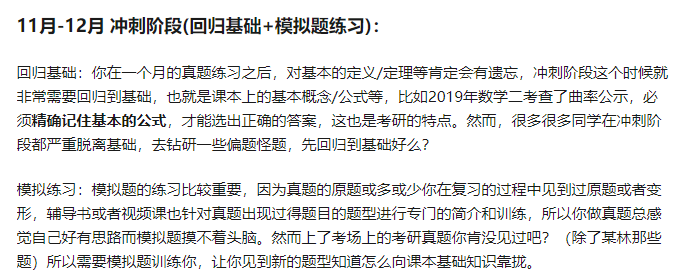 11月-12月 冲刺阶段(回归基础+模拟题练习)：
回归基础：你在一个月的真题练习之后，对基本的定义/定理等肯定会有遗忘，冲刺阶段这个时候就
非常需要回归到基础，也就是课本上的基本概念/公式等，比如2019年数学二考查了曲率公示，必
须精确记住基本的公式，才能选出正确的答案，这也是考研的特点。然而，很多很多同学在冲刺阶
段都严重脱离基础，去钻研一些偏题怪题，先回归到基础好么？
模拟练习：模拟题的练习比较重要，因为真题的原题或多或少你在复习的过程中见到过原题或者变
形，辅导书或者视频课也针对真题出现过得题目的题型进行专门的简介和训练，所以你做真题总感
觉自己好有思路而模拟题摸不着头脑。然而上了考场上的考研真题你肯定没见过吧？（除了某林那些
题）所以需要模拟题训练你，让你见到新的题型知道怎么向课本基础知识靠拢。